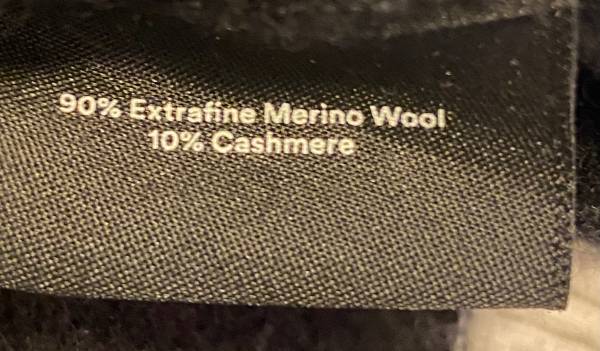 90% Extrafine Merino Wool
10% Cashmere